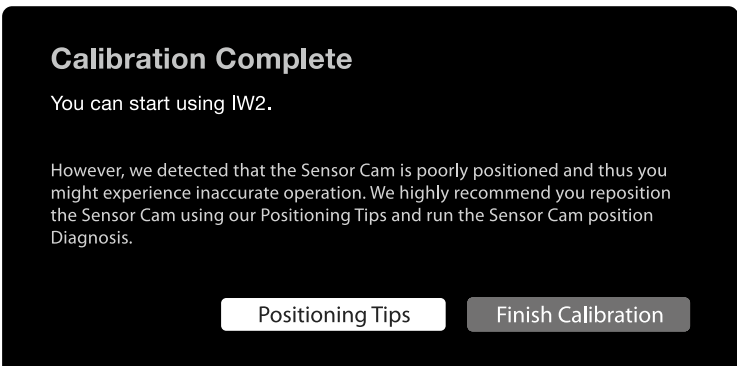 Calibration Complete
You can start using IW2.
However, we detected that the Sensor Cam is poorly positioned and thus you
might experience inaccurate operation. We highly recommend you reposition
the Sensor Cam using our Positioning Tips and run the Sensor Cam position
Diagnosis.
Positioning Tips
Finish Calibration